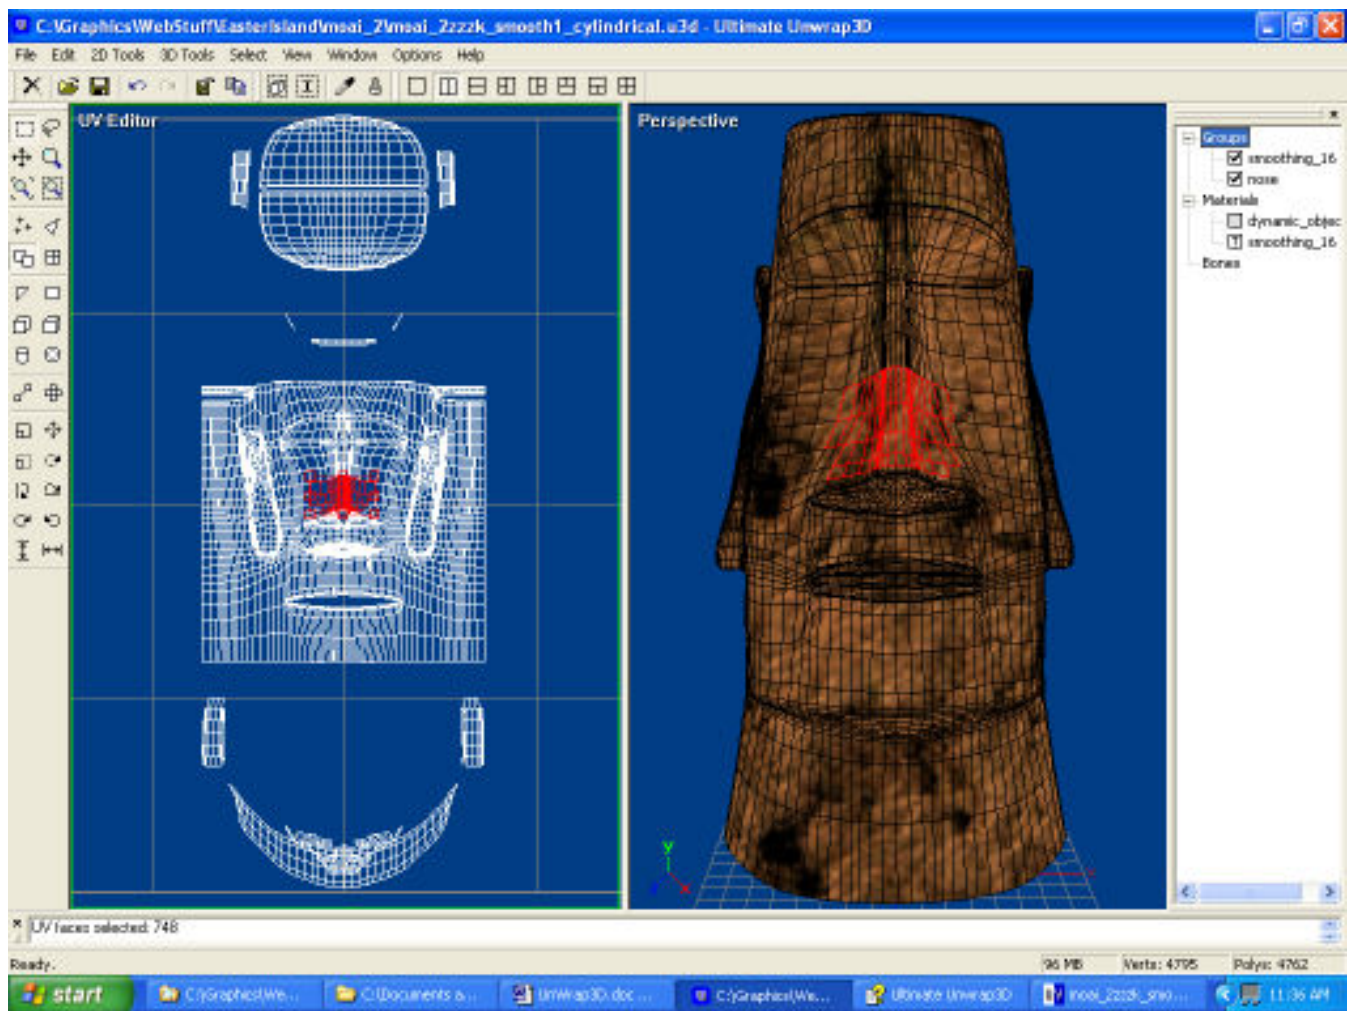 C:\Graphics\WebStuff\EasterIsland\moai_2\moai_2zzzk_smooth1_cylindrical.u3d - Ultimate Unwrap3D
File Edit 2D Tools 3D Tools Select View Window Options Help
UV Editor
Perspective
Groups
smoothing_16
nose
Materials
dynamic_objec
smoothing_16
Bones
y
x
UV faces selected: 748
Ready.
96 MB
Verts: 4795
Polys: 4762
start
C:\Graphics\We...
C:\Documents a...
UnWrap3D.doc ...
C:\Graphics\We...
Ultimate Unwrap3D
moai_2zzzk_smo...
11:36 AM